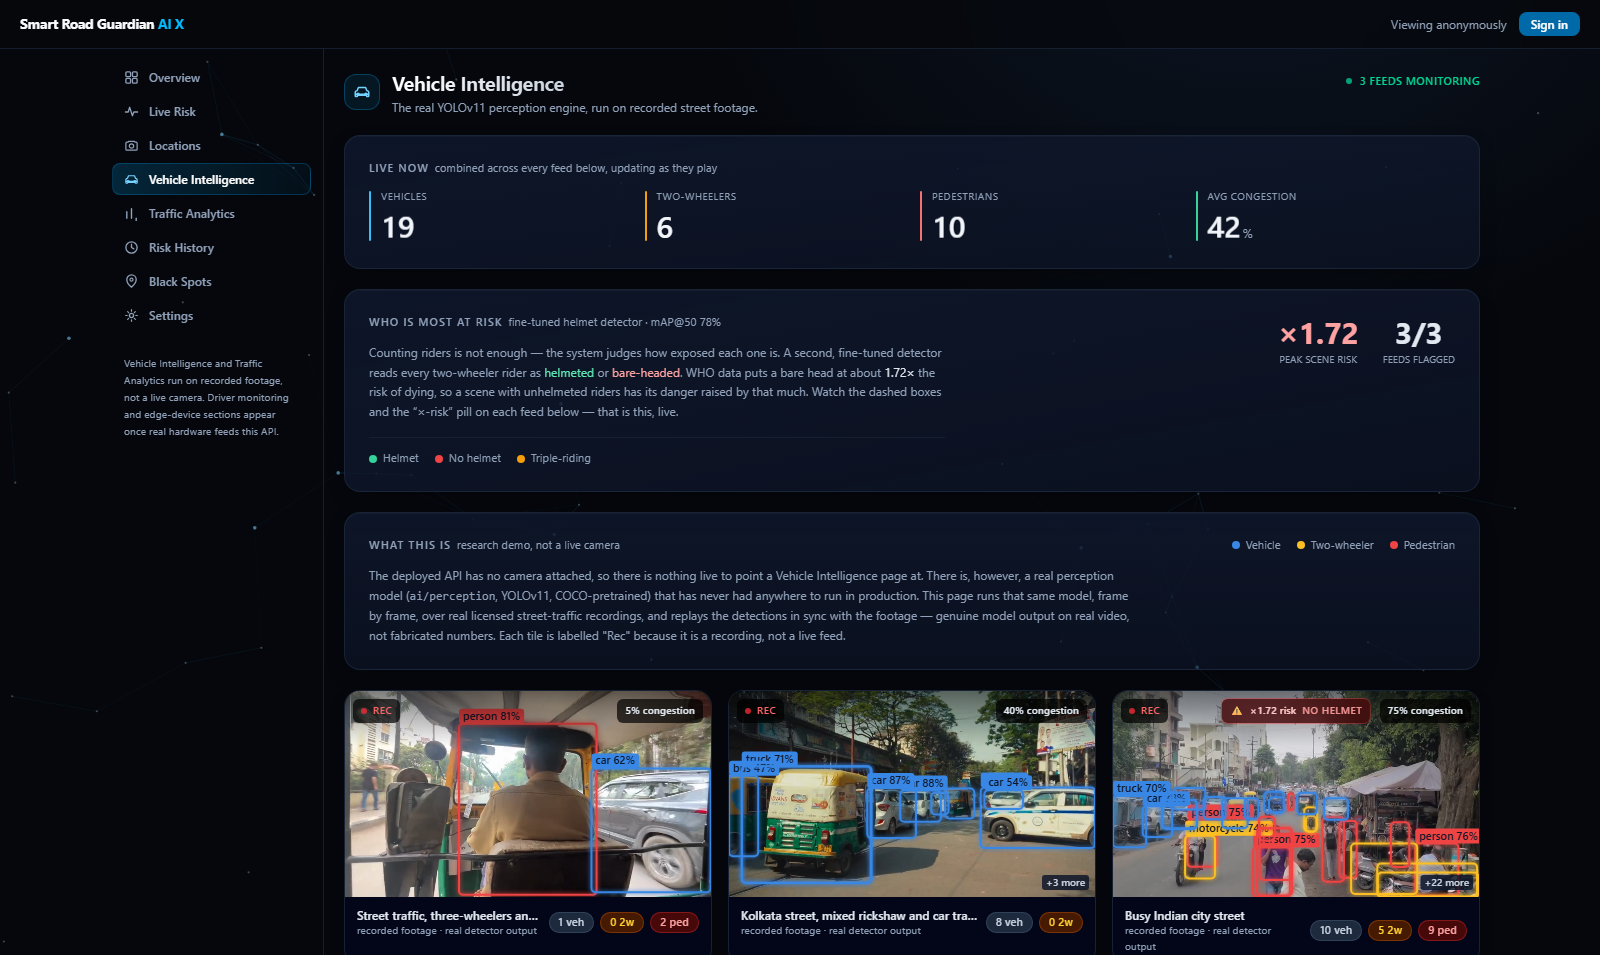 Smart Road Guardian AI X
Viewing anonymously
Sign in
Overview
Live Risk
Locations
Vehicle Intelligence
Traffic Analytics
Risk History
Black Spots
Settings
Vehicle Intelligence and Traffic
Analytics run on recorded footage,
not a live camera. Driver monitoring
and edge-device sections appear
once real hardware feeds this API.
Vehicle Intelligence
The real YOLOv11 perception engine, run on recorded street footage.
3 FEEDS MONITORING
LIVE NOW combined across every feed below, updating as they play
VEHICLES
19
TWO-WHEELERS
6
PEDESTRIANS
10
AVG CONGESTION
42%
WHO IS MOST AT RISK fine-tuned helmet detector · mAP@50 78%
Counting riders is not enough — the system judges how exposed each one is. A second, fine-tuned detector
reads every two-wheeler rider as helmeted or bare-headed. WHO data puts a bare head at about 1.72× the
risk of dying, so a scene with unhelmeted riders has its danger raised by that much. Watch the dashed boxes
and the “×-risk” pill on each feed below — that is this, live.
×1.72
PEAK SCENE RISK
3/3
FEEDS FLAGGED
Helmet
No helmet
Triple-riding
WHAT THIS IS research demo, not a live camera
Vehicle
Two-wheeler
Pedestrian
The deployed API has no camera attached, so there is nothing live to point a Vehicle Intelligence page at. There is, however, a real perception
model (ai/perception, YOLOv11, COCO-pretrained) that has never had anywhere to run in production. This page runs that same model, frame
by frame, over real licensed street-traffic recordings, and replays the detections in sync with the footage — genuine model output on real video,
not fabricated numbers. Each tile is labelled "Rec" because it is a recording, not a live feed.
REC
5% congestion
person 81%
car 62%
Street traffic, three-wheelers an...
recorded footage · real detector output
1 veh
0 2w
2 ped
REC
40% congestion
truck 71%
bus 47%
car 87%
88%
car 54%
+3 more
Kolkata street, mixed rickshaw and car tra...
recorded footage · real detector output
8 veh
0 2w
REC
×1.72 risk NO HELMET
75% congestion
truck 70%
car
person 75%
motorcycle 74%
person 75%
person 76%
+22 more
Busy Indian city street
recorded footage · real detector
output
10 veh
5 2w
9 ped